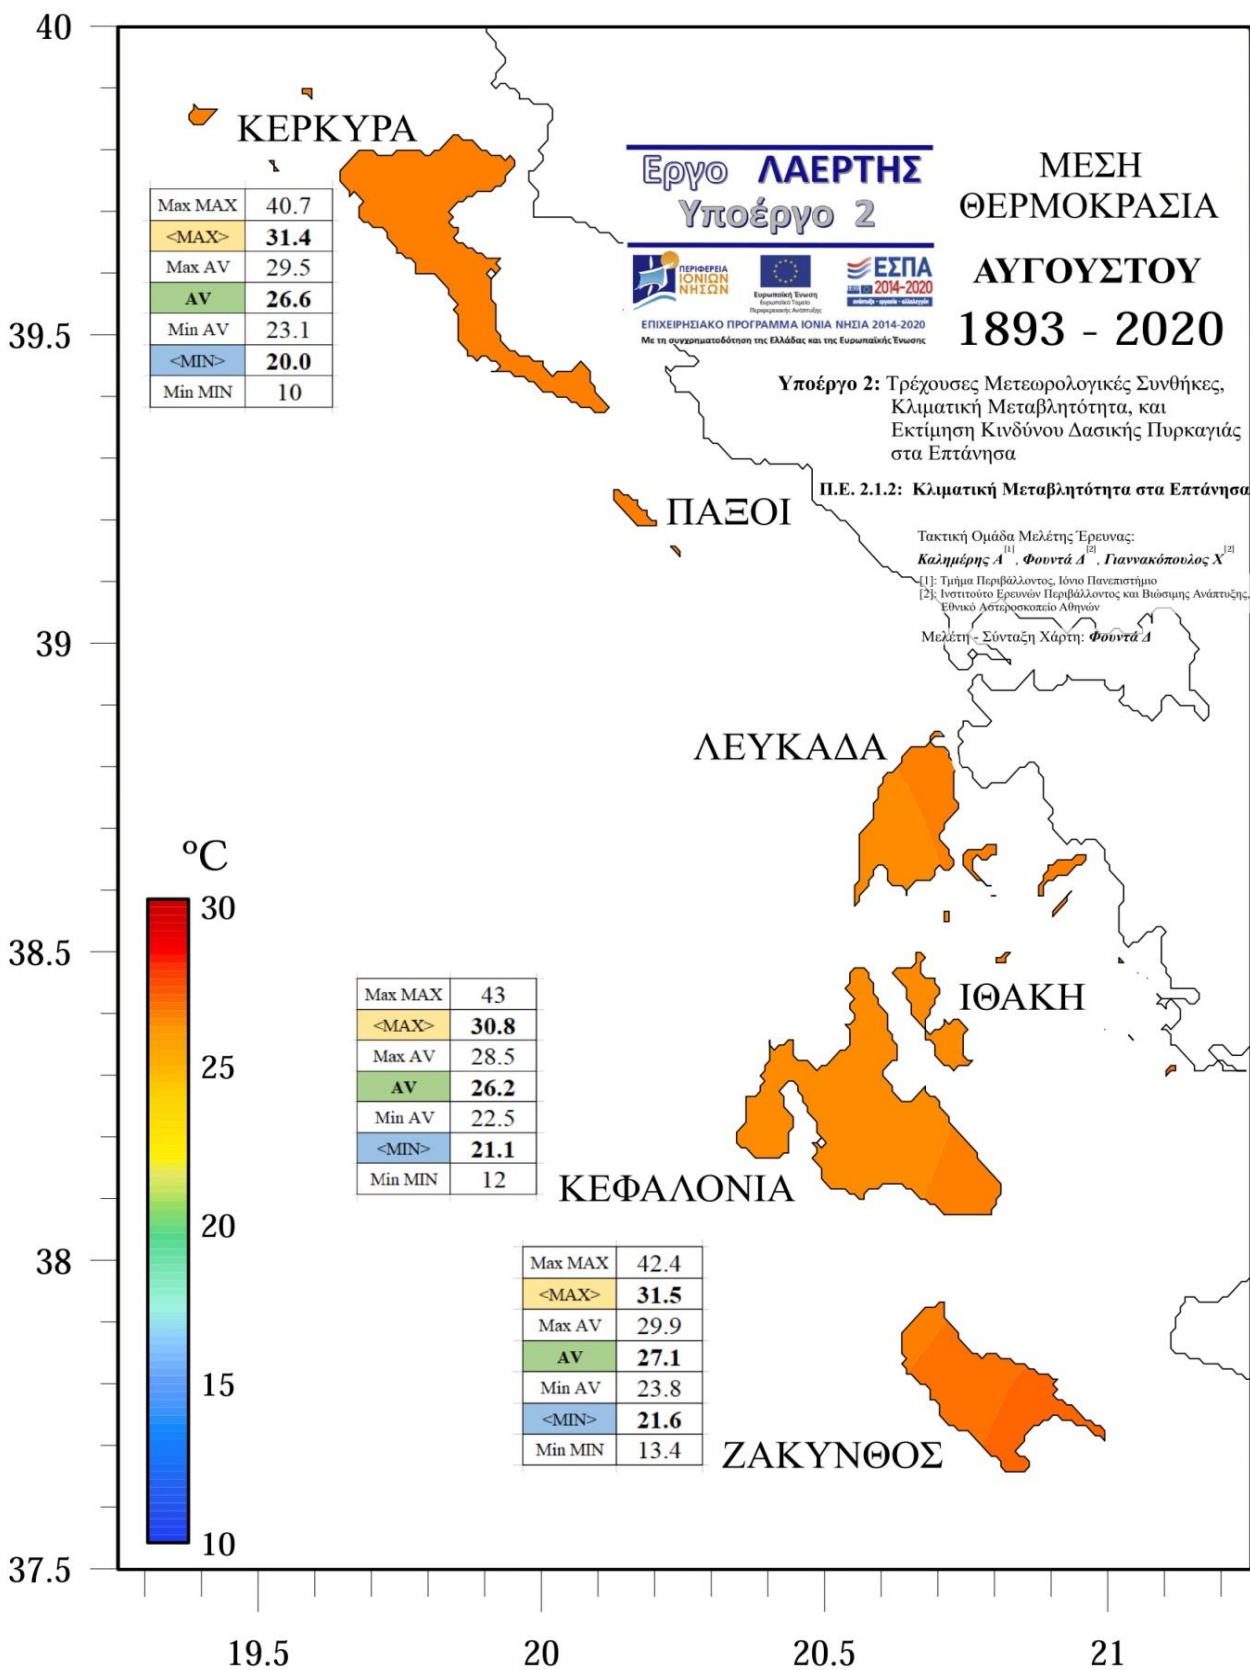 40
ΚΕΡΚΥΡΑ
Max MAX 40.7
<MAX> 31.4
Max AV 29.5
AV 26.6
Min AV 23.1
<MIN> 20.0
Min MIN 10
Εργο ΛΑΕΡΤΗΣ
Υποέργο 2
ΠΕΡΙΦΕΡΕΙΑ
ΙΟΝΙΩΝ
ΝΗΣΩΝ
Ευρωπαϊκή Ένωση
Ευρωπαϊκό Ταμείο
Περιφερειακής Ανάπτυξης
ΕΣΠΑ
2014-2020
ανάπτυξη - εργασία - αλληλεγγύη
ΕΠΙΧΕΙΡΗΣΙΑΚΟ ΠΡΟΓΡΑΜΜΑ ΙΟΝΙΑ ΝΗΣΙΑ 2014-2020
Με τη συγχρηματοδότηση της Ελλάδας και της Ευρωπαϊκής Ένωσης
ΜΕΣΗ
ΘΕΡΜΟΚΡΑΣΙΑ
ΑΥΓΟΥΣΤΟΥ
1893 - 2020
39.5
Υποέργο 2: Τρέχουσες Μετεωρολογικές Συνθήκες,
Κλιματική Μεταβλητότητα, και
Εκτίμηση Κινδύνου Δασικής Πυρκαγιάς
στα Επτάνησα
Π.Ε. 2.1.2: Κλιματική Μεταβλητότητα στα Επτάνησα
ΠΑΞΟΙ
Τακτική Ομάδα Μελέτης Έρευνας:
Καλημέρης Α[1], Φουντά Δ[2], Γιαννακόπουλος Χ[2]
[1]: Τμήμα Περιβάλλοντος, Ιόνιο Πανεπιστήμιο
[2]: Ινστιτούτο Ερευνών Περιβάλλοντος και Βιώσιμης Ανάπτυξης,
Εθνικό Αστεροσκοπείο Αθηνών
Μελέτη - Σύνταξη Χάρτη: Φουντά Δ
39
ΛΕΥΚΑΔΑ
°C
30
25
20
15
10
38.5
ΙΘΑΚΗ
Max MAX 43
<MAX> 30.8
Max AV 28.5
AV 26.2
Min AV 22.5
<MIN> 21.1
Min MIN 12
ΚΕΦΑΛΟΝΙΑ
38
Max MAX 42.4
<MAX> 31.5
Max AV 29.9
AV 27.1
Min AV 23.8
<MIN> 21.6
Min MIN 13.4
ΖΑΚΥΝΘΟΣ
37.5
19.5 20 20.5 21